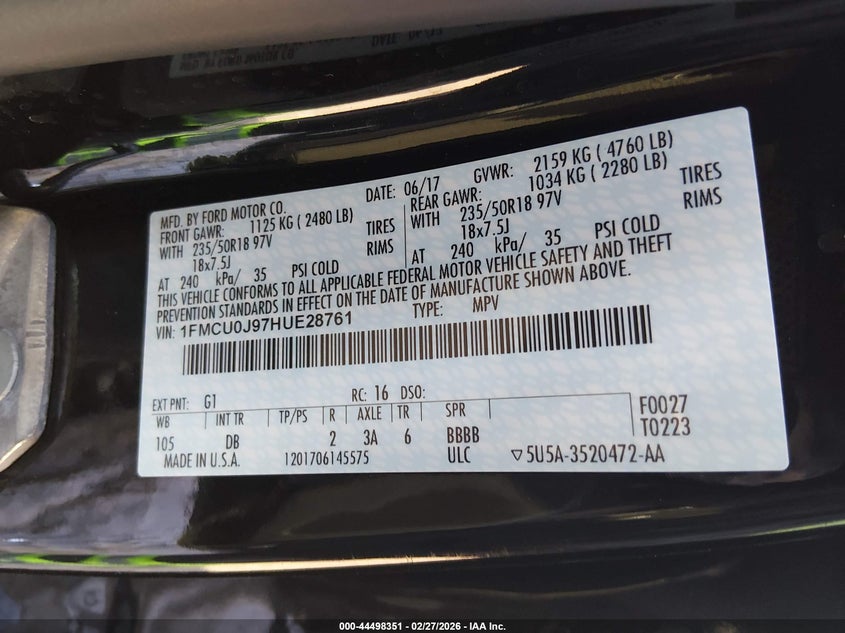 MFD. BY FORD MOTOR CO.
DATE: 06/17
GVWR: 2159 KG ( 4760 LB)
FRONT GAWR: 1125 KG ( 2480 LB)
REAR GAWR: 1034 KG ( 2280 LB)
WITH 235/50R18 97V TIRES
WITH 235/50R18 97V TIRES
18x7.5J RIMS
18x7.5J RIMS
AT 240 kPa/ 35 PSI COLD
AT 240 kPa/ 35 PSI COLD
THIS VEHICLE CONFORMS TO ALL APPLICABLE FEDERAL MOTOR VEHICLE SAFETY AND THEFT
PREVENTION STANDARDS IN EFFECT ON THE DATE OF MANUFACTURE SHOWN ABOVE.
VIN: 1FMCU0J97HUE28761 TYPE: MPV
EXT PNT: G1 RC: 16 DSO:
WB INT TR TP/PS R AXLE TR SPR
105 DB 2 3A 6 BBBB
F0027
T0223
MADE IN U.S.A. 1201706145575 ULC ▽5U5A-3520472-AA
000-44498351 | 02/27/2026 - IAA Inc.